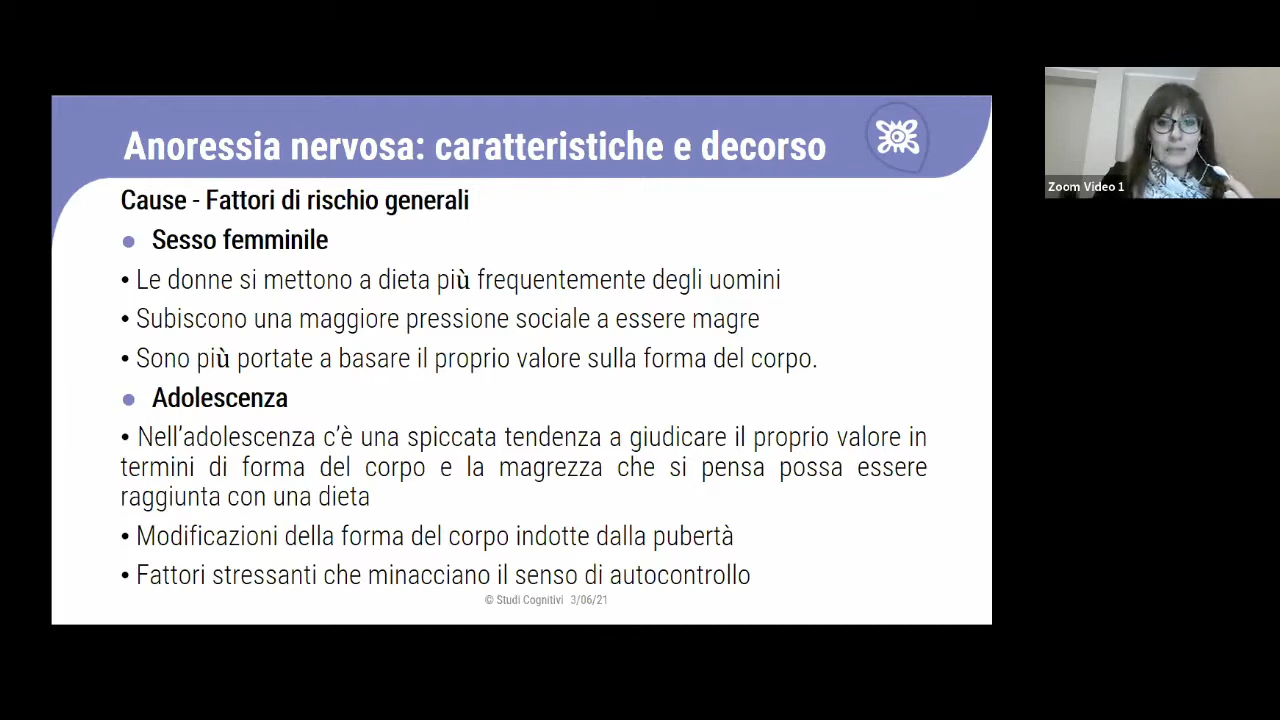 Anoressia nervosa: caratteristiche e decorso
Cause - Fattori di rischio generali
● Sesso femminile
• Le donne si mettono a dieta più frequentemente degli uomini
• Subiscono una maggiore pressione sociale a essere magre
• Sono più portate a basare il proprio valore sulla forma del corpo.
● Adolescenza
• Nell’adolescenza c’è una spiccata tendenza a giudicare il proprio valore in
termini di forma del corpo e la magrezza che si pensa possa essere
raggiunta con una dieta
• Modificazioni della forma del corpo indotte dalla pubertà
• Fattori stressanti che minacciano il senso di autocontrollo
© Studi Cognitivi 3/06/21
Zoom Video 1